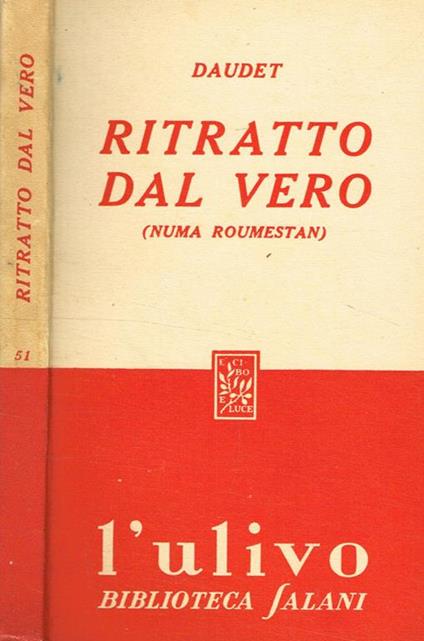 RITRATTO DAL VERO
51
DAUDET
RITRATTO
DAL VERO
(NUMA ROUMESTAN)
E CIBO
E LUCE
l'ulivo
BIBLIOTECA SALANI